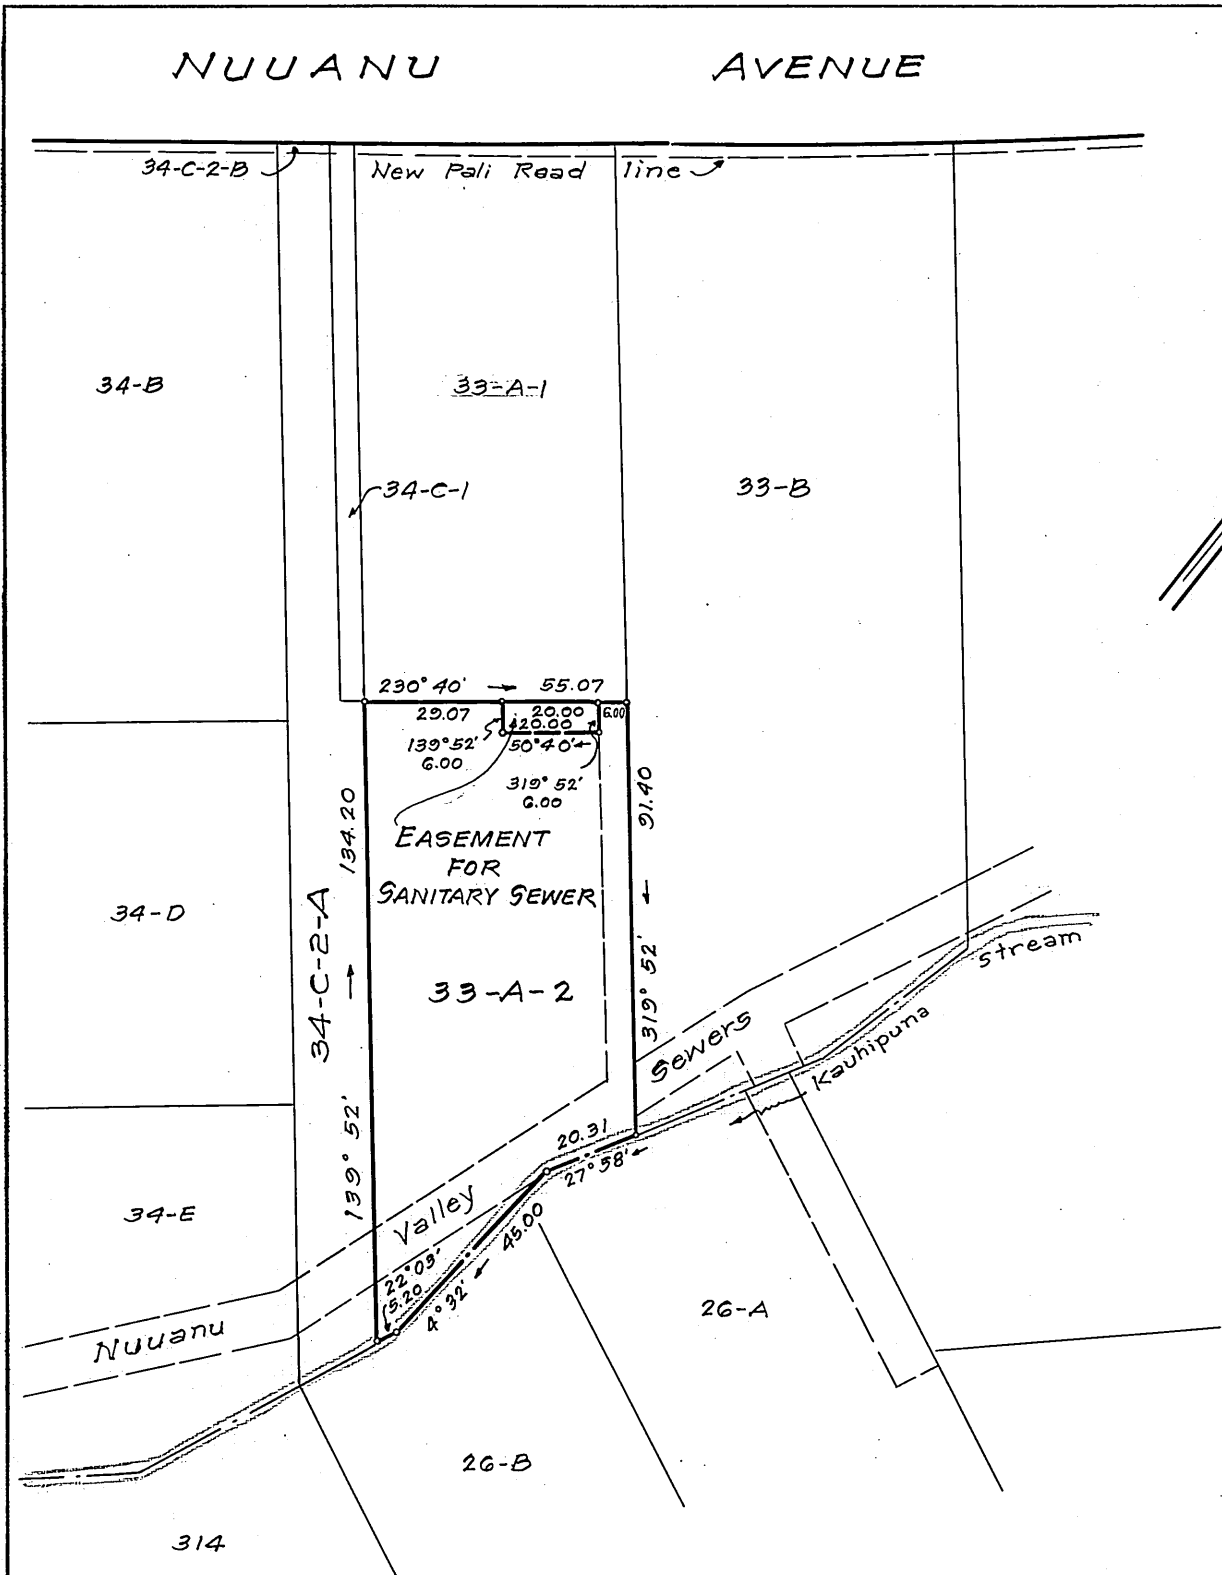 NUUANU AVENUE
34-C-2-B
New Pali Road line
34-B
33-A-1
34-C-1
33-B
230° 40' 55.07
29.07
20.00
6.00
20.00
139° 52'
6.00
50° 40'
319° 52'
6.00
134.20
91.40
EASEMENT
FOR
SANITARY SEWER
34-D
34-C-2-A
33-A-2
319° 52'
stream
Sewers
Kauhipuna
139° 52'
20.31
27° 58'
34-E
Valley
45.00
22° 03'
5.20
4° 32'
26-A
Nuuanu
26-B
314